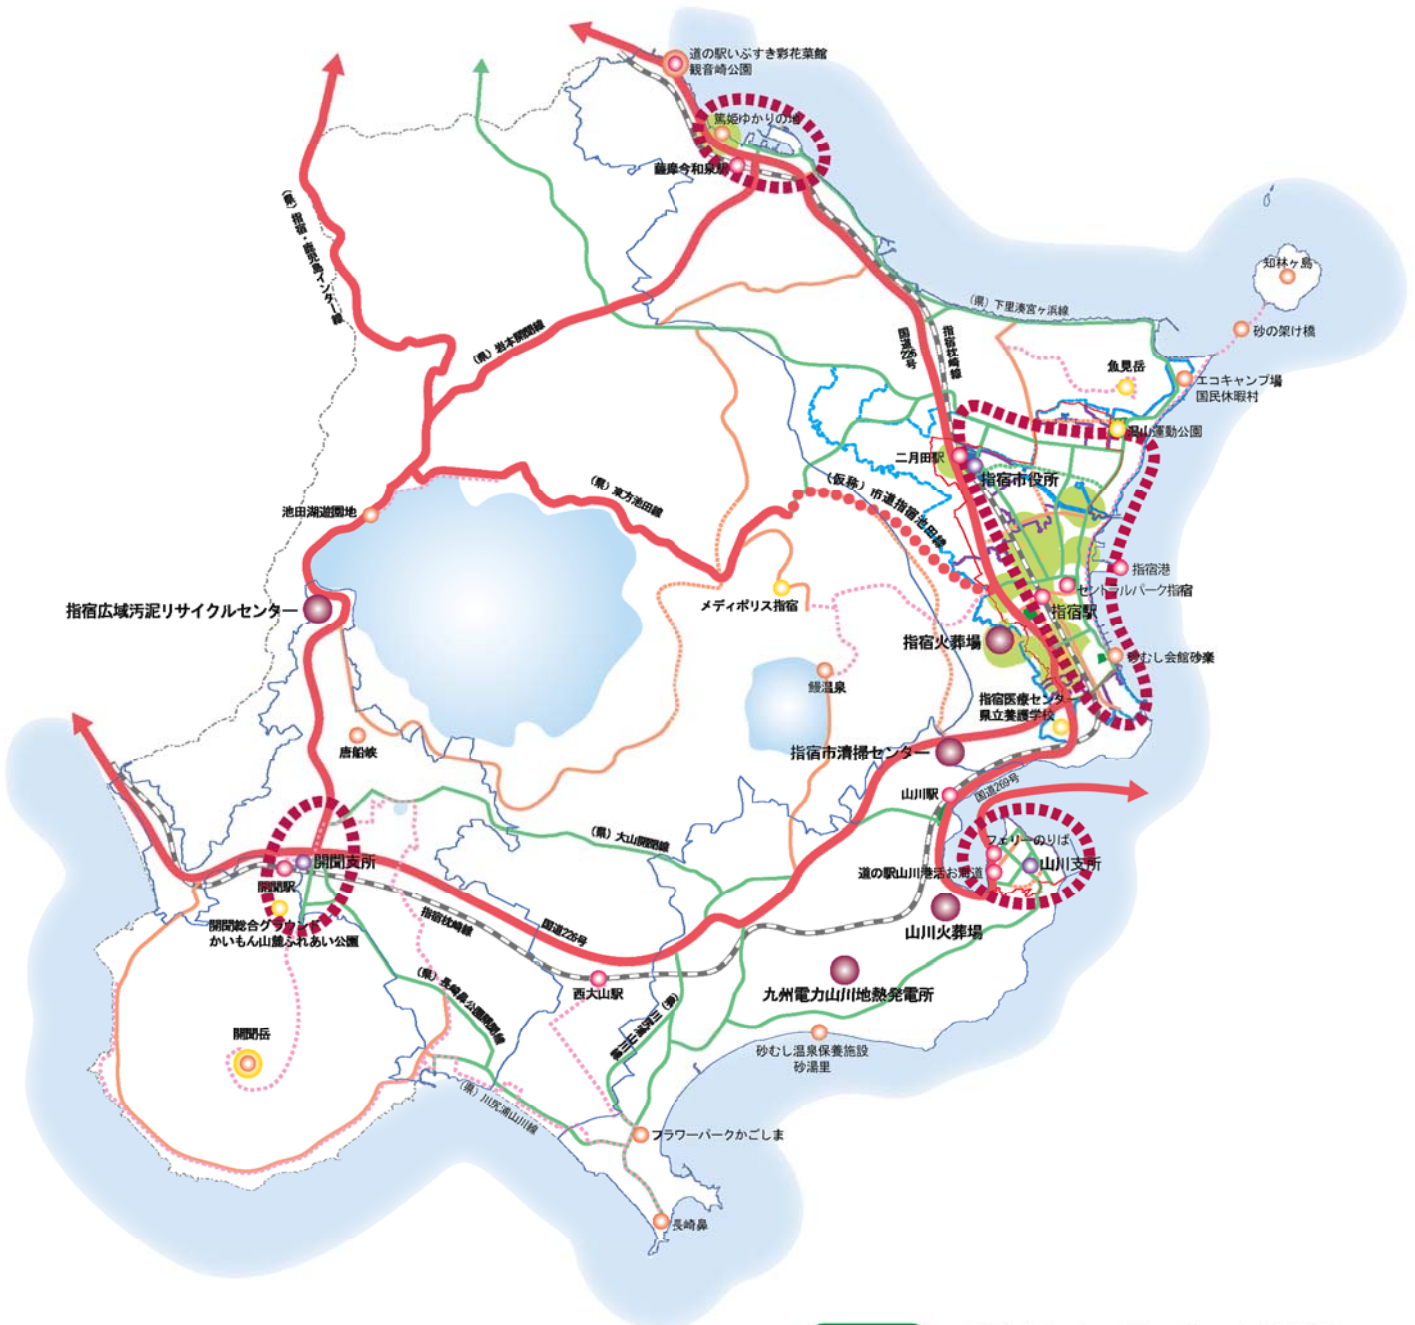 道の駅いぶすき彩花菜館
観音崎公園
篤姫ゆかりの地
薩摩今和泉駅
(県)指宿・鹿児島インター線
知林ヶ島
(県)下里湊宮ヶ浜線
砂の架け橋
(県)岩本開聞線
国道226号
指宿枕崎線
魚見岳
エコキャンプ場
国民休暇村
運動公園
二月田駅
指宿市役所
(県)東方池田線
(仮称)市道指宿池田線
池田湖遊園地
指宿港
セントラルパーク指宿
指宿駅
指宿広域汚泥リサイクルセンター
メディポリス指宿
指宿火葬場
砂むし会館砂楽
鰻温泉
指宿医療センター
県立養護学校
唐船峡
指宿市清掃センター
山川駅
国道269号
(県)大山開聞線
フェリーのりば
山川支所
開聞支所
道の駅山川港活お海道
開聞駅
山川火葬場
開聞総合グラウンド
かいもん山麓ふれあい公園
指宿枕崎線
国道226号
西大山駅
九州電力山川地熱発電所
(県)長崎鼻公園開聞線
(県)川尻浦山川線
開聞岳
砂むし温泉保養施設
砂湯里
(県)川尻浦山川線
フラワーパークかごしま
長崎鼻